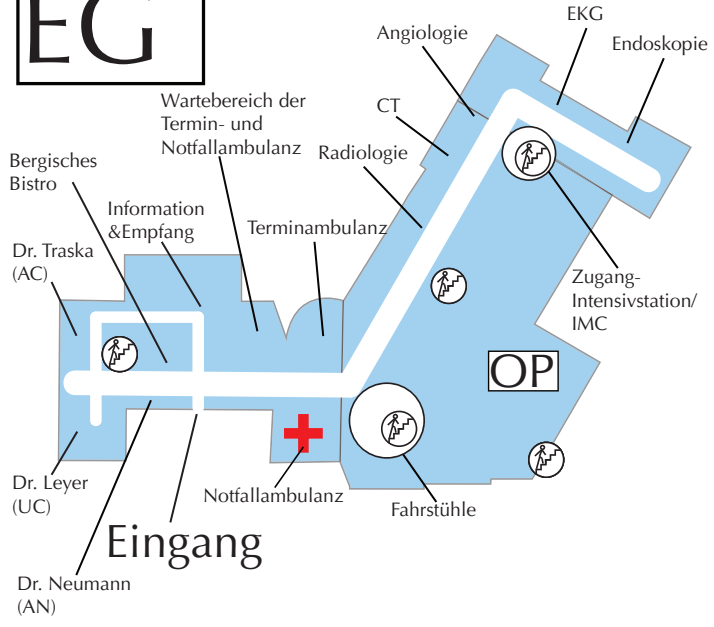 EG
EKG
Angiologie
Endoskopie
Wartebereich der
Termin- und
Notfallambulanz
CT
Radiologie
Bergisches
Bistro
Information
&Empfang
Terminambulanz
Dr. Traska
(AC)
Zugang-
Intensivstation/
IMC
OP
Dr. Leyer
(UC)
Notfallambulanz
Fahrstühle
Eingang
Dr. Neumann
(AN)